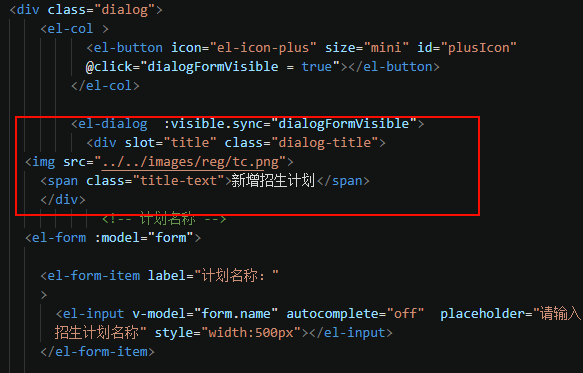 <div class="dialog">
<el-col >
<el-button icon="el-icon-plus" size="mini" id="plusIcon"
@click="dialogFormVisible = true"></el-button>
</el-col>
<el-dialog  :visible.sync="dialogFormVisible">
<div slot="title" class="dialog-title">
<img src="../../images/reg/tc.png">
<span class="title-text">新增招生计划</span>
</div>
<!-- 计划名称 -->
<el-form :model="form">
<el-form-item label="计划名称："
>
<el-input v-model="form.name" autocomplete="off"  placeholder="请输入
招生计划名称" style="width:500px"></el-input>
</el-form-item>